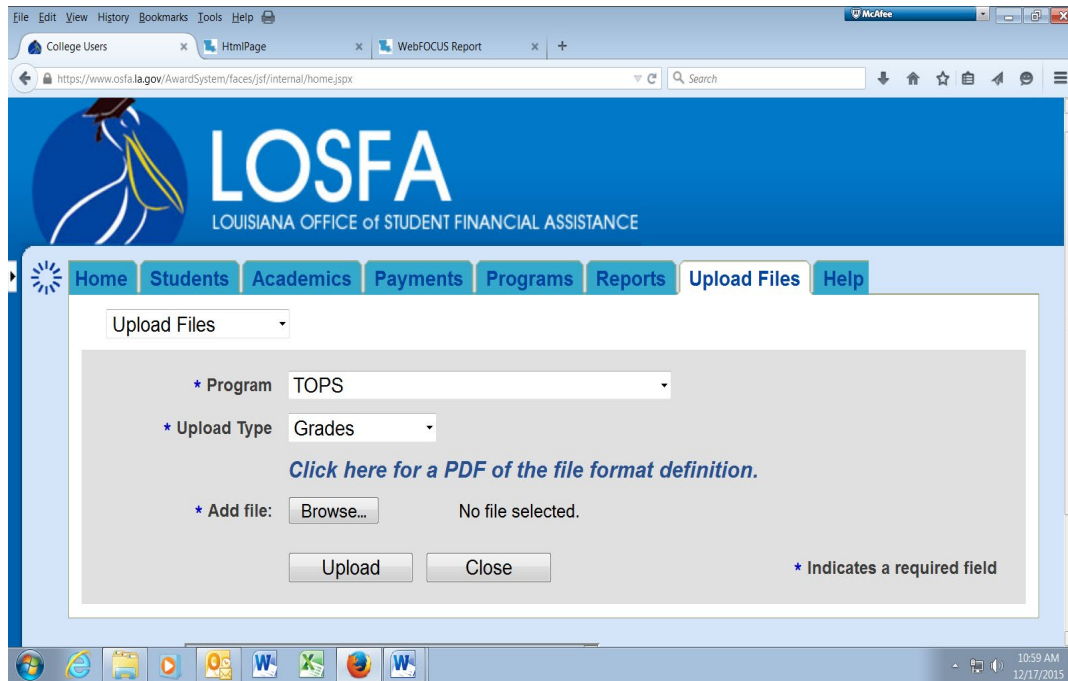 File Edit View History Bookmarks Tools Help McAfee
College Users HtmlPage WebFOCUS Report
https://www.osfa.la.gov/AwardSystem/faces/jsf/internal/home.jspx Search
LOSFA
LOUISIANA OFFICE of STUDENT FINANCIAL ASSISTANCE
Home Students Academics Payments Programs Reports Upload Files Help
Upload Files
* Program TOPS
* Upload Type Grades
Click here for a PDF of the file format definition.
* Add file: Browse... No file selected.
Upload Close * Indicates a required field
10:59 AM
12/17/2015